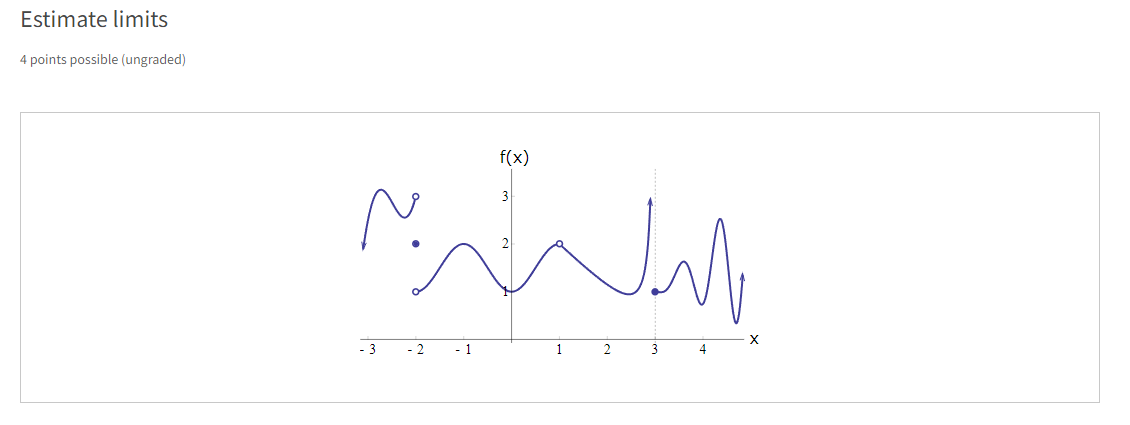 Estimate limits
4 points possible (ungraded)
f(x)
3
2
1
- 3 - 2 - 1 1 2 3 4 x